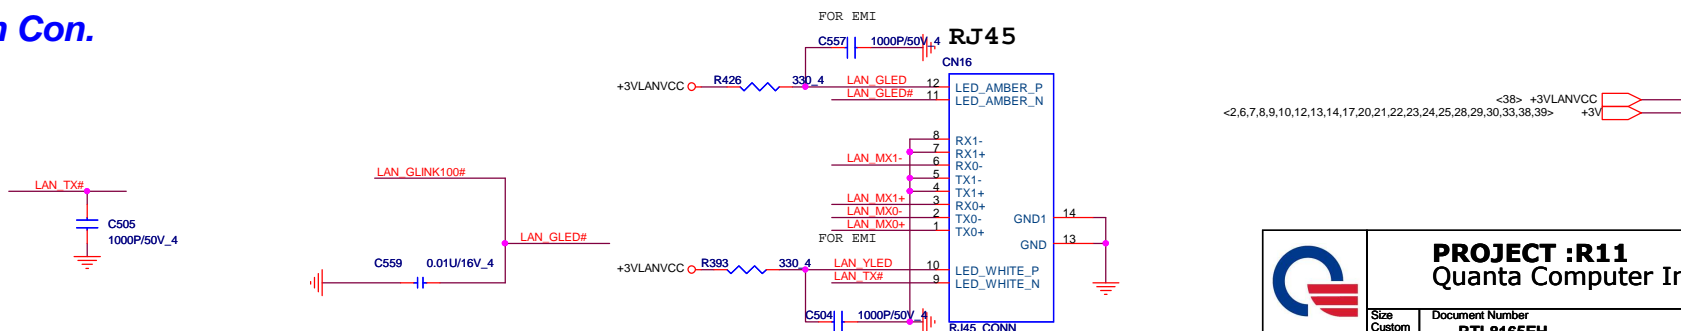 n Con.
FOR EMI
C557 1000P/50V_4
RJ45
CN16
+3VLANVCC R426 330_4 LAN_GLED 12 LED_AMBER_P
LAN_GLED# 11 LED_AMBER_N
<38> +3VLANVCC
<2,6,7,8,9,10,12,13,14,17,20,21,22,23,24,25,28,29,30,33,38,39> +3V
8 RX1-
7 RX1+
LAN_MX1- 6 RX0-
5 TX1-
4 TX1+
LAN_MX1+ 3 RX0+
LAN_MX0- 2 TX0-
LAN_MX0+ 1 TX0+
GND1 14
GND 13
LAN_TX#
C505
1000P/50V_4
LAN_GLINK100#
LAN_GLED#
C559 0.01U/16V_4
FOR EMI
+3VLANVCC R393 330_4 LAN_YLED 10 LED_WHITE_P
LAN_TX# 9 LED_WHITE_N
C504 1000P/50V_4
RJ45_CONN
PROJECT :R11
Quanta Computer In
Size
Custom
Document Number